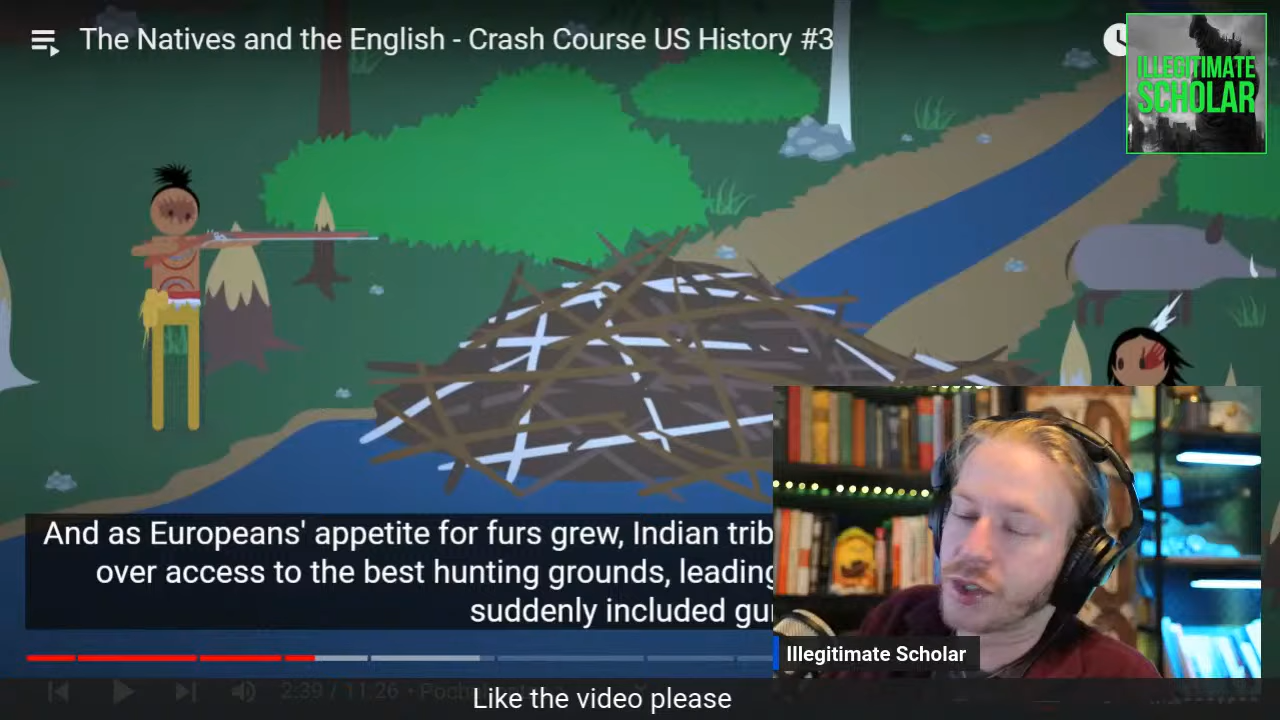 The Natives and the English - Crash Course US History #3
ILLEGITIMATE
SCHOLAR
And as Europeans' appetite for furs grew, Indian trib
over access to the best hunting grounds, leading
suddenly included gu
Illegitimate Scholar
2:39 / 11:26 •
Like the video please